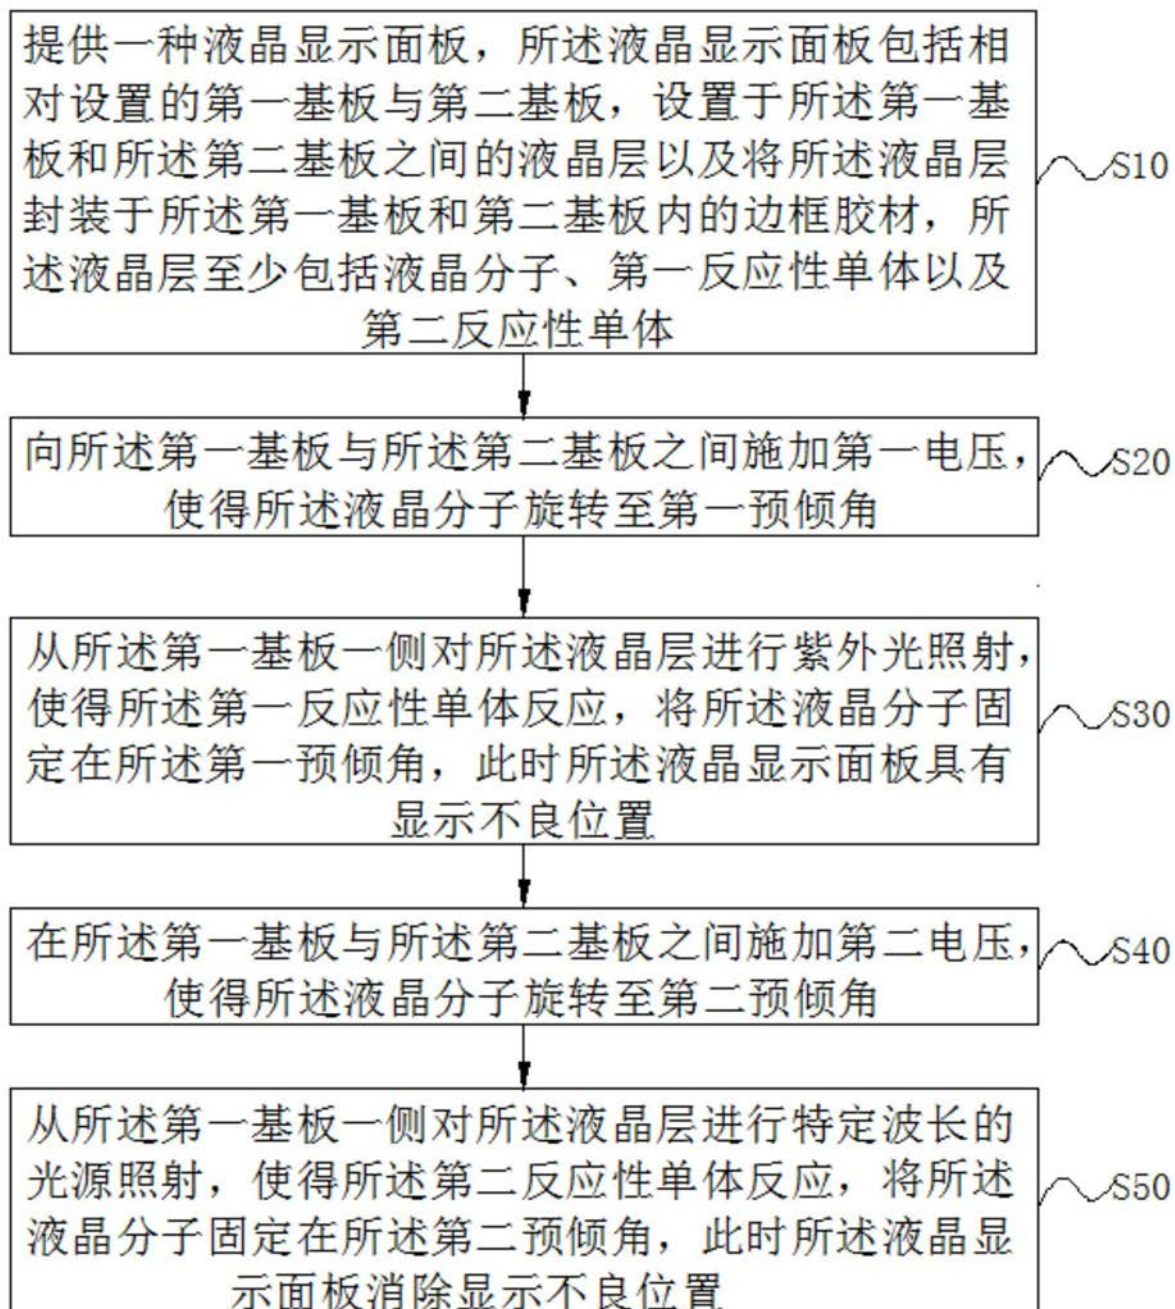 提供一种液晶显示面板，所述液晶显示面板包括相
对设置的第一基板与第二基板，设置于所述第一基
板和所述第二基板之间的液晶层以及将所述液晶层
封装于所述第一基板和第二基板内的边框胶材，所
述液晶层至少包括液晶分子、第一反应性单体以及
第二反应性单体
S10
向所述第一基板与所述第二基板之间施加第一电压，
使得所述液晶分子旋转至第一预倾角
S20
从所述第一基板一侧对所述液晶层进行紫外光照射，
使得所述第一反应性单体反应，将所述液晶分子固
定在所述第一预倾角，此时所述液晶显示面板具有
显示不良位置
S30
在所述第一基板与所述第二基板之间施加第二电压，
使得所述液晶分子旋转至第二预倾角
S40
从所述第一基板一侧对所述液晶层进行特定波长的
光源照射，使得所述第二反应性单体反应，将所述
液晶分子固定在所述第二预倾角，此时所述液晶显
示面板消除显示不良位置
S50